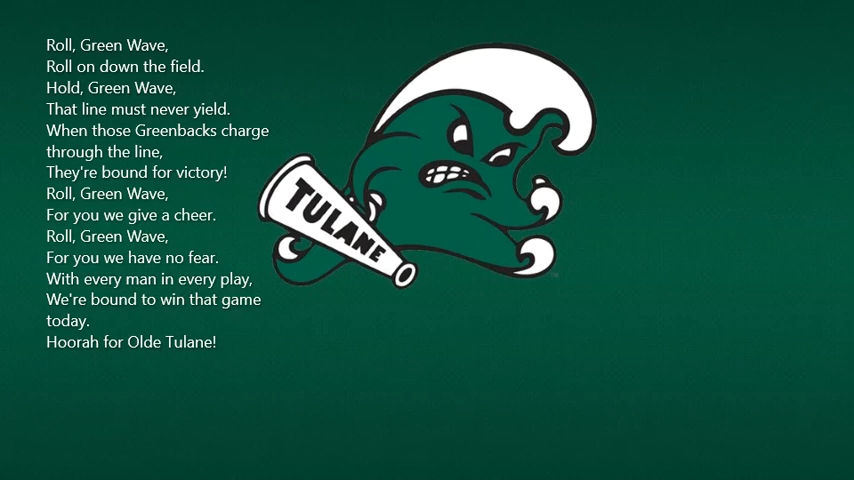 Roll, Green Wave,
Roll on down the field.
Hold, Green Wave,
That line must never yield.
When those Greenbacks charge
through the line,
They're bound for victory!
Roll, Green Wave,
For you we give a cheer.
Roll, Green Wave,
For you we have no fear.
With every man in every play,
We're bound to win that game
today.
Hoorah for Olde Tulane!
TULANE